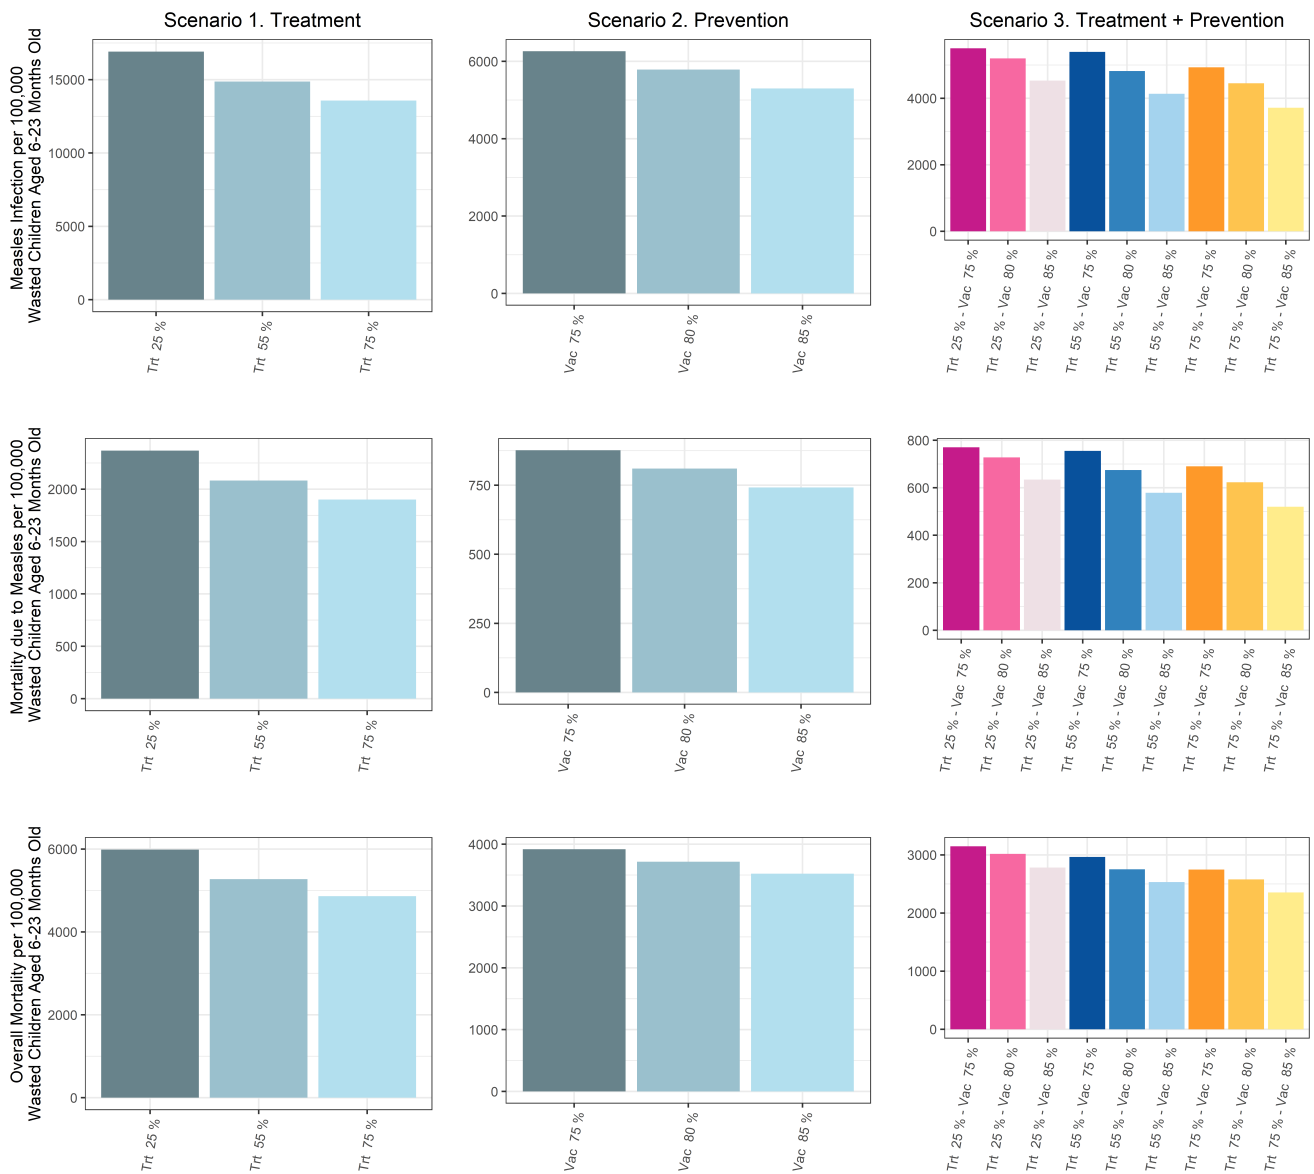 Scenario 1. Treatment
Scenario 2. Prevention
Scenario 3. Treatment + Prevention
Measles Infection per 100,000
Wasted Children Aged 6-23 Months Old
15000
10000
5000
0
Trt 25 %
Trt 55 %
Trt 75 %
6000
4000
2000
0
Vac 75 %
Vac 80 %
Vac 85 %
4000
2000
0
Trt 25 % - Vac 75 %
Trt 25 % - Vac 80 %
Trt 25 % - Vac 85 %
Trt 55 % - Vac 75 %
Trt 55 % - Vac 80 %
Trt 55 % - Vac 85 %
Trt 75 % - Vac 75 %
Trt 75 % - Vac 80 %
Trt 75 % - Vac 85 %
Mortality due to Measles per 100,000
Wasted Children Aged 6-23 Months Old
2000
1500
1000
500
0
Trt 25 %
Trt 55 %
Trt 75 %
750
500
250
0
Vac 75 %
Vac 80 %
Vac 85 %
800
600
400
200
0
Trt 25 % - Vac 75 %
Trt 25 % - Vac 80 %
Trt 25 % - Vac 85 %
Trt 55 % - Vac 75 %
Trt 55 % - Vac 80 %
Trt 55 % - Vac 85 %
Trt 75 % - Vac 75 %
Trt 75 % - Vac 80 %
Trt 75 % - Vac 85 %
Overall Mortality per 100,000
Wasted Children Aged 6-23 Months Old
6000
4000
2000
0
Trt 25 %
Trt 55 %
Trt 75 %
4000
3000
2000
1000
0
Vac 75 %
Vac 80 %
Vac 85 %
3000
2000
1000
0
Trt 25 % - Vac 75 %
Trt 25 % - Vac 80 %
Trt 25 % - Vac 85 %
Trt 55 % - Vac 75 %
Trt 55 % - Vac 80 %
Trt 55 % - Vac 85 %
Trt 75 % - Vac 75 %
Trt 75 % - Vac 80 %
Trt 75 % - Vac 85 %